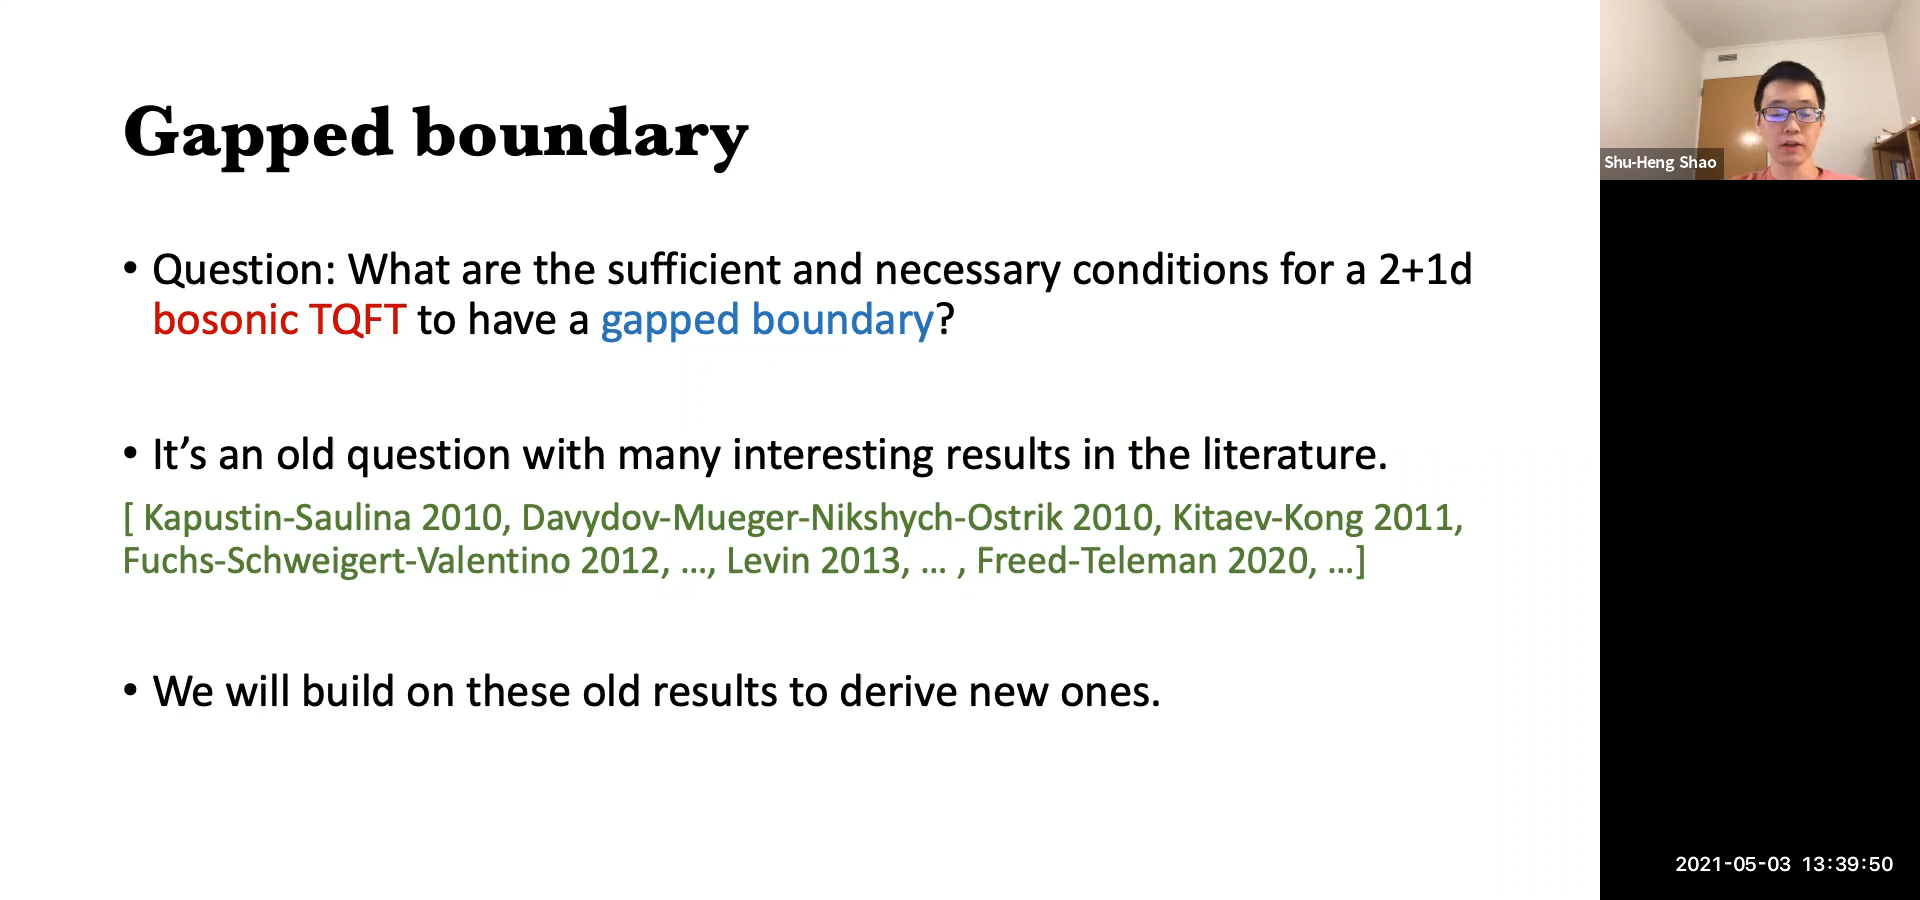 Gapped boundary
• Question: What are the sufficient and necessary conditions for a 2+1d
bosonic TQFT to have a gapped boundary?
• It’s an old question with many interesting results in the literature.
[ Kapustin-Saulina 2010, Davydov-Mueger-Nikshych-Ostrik 2010, Kitaev-Kong 2011,
Fuchs-Schweigert-Valentino 2012, …, Levin 2013, … , Freed-Teleman 2020, …]
• We will build on these old results to derive new ones.
Shu-Heng Shao
2021-05-03 13:39:50